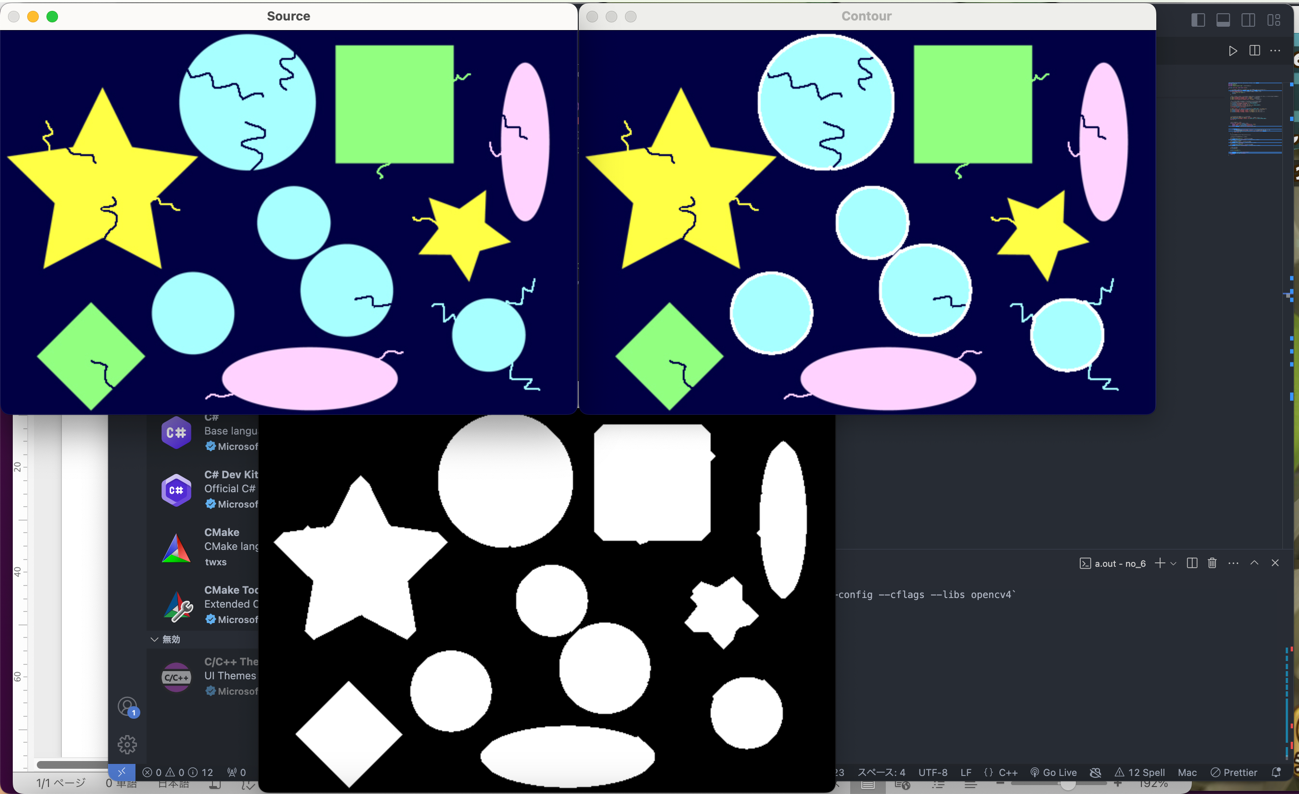 Source
Contour
C#
Base langu
Microsof
C# Dev Kit
Official C#
Microsof
CMake
CMake lang
twxs
CMake Too
Extended C
Microsof
無効
C/C++ The
UI Themes
Microsof
C/C++
20
40
60
1
a.out - no_6
-config --cflags --libs opencv4`
0 0 12 0
23 スペース: 4 UTF-8 LF {} C++ Go Live 12 Spell Mac Prettier
1/1 ページ 0 単語 日本語 192%